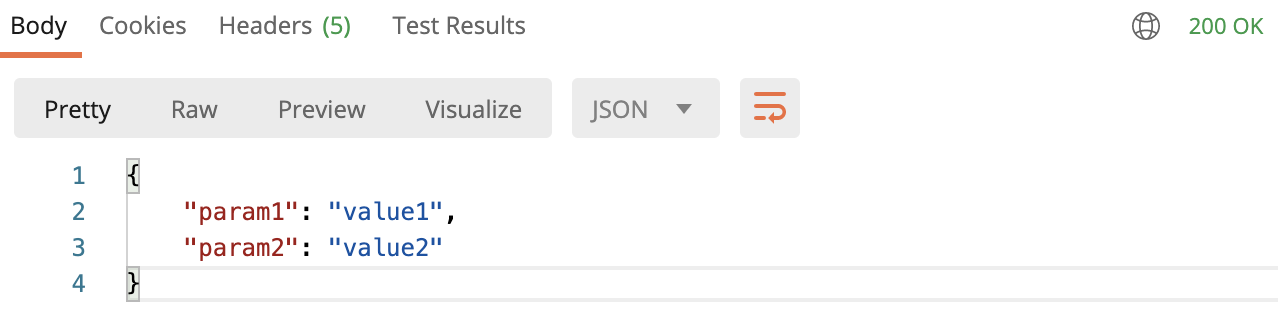 Body Cookies Headers (5) Test Results 200 OK
Pretty Raw Preview Visualize JSON
1 {
2 "param1": "value1",
3 "param2": "value2"
4 }